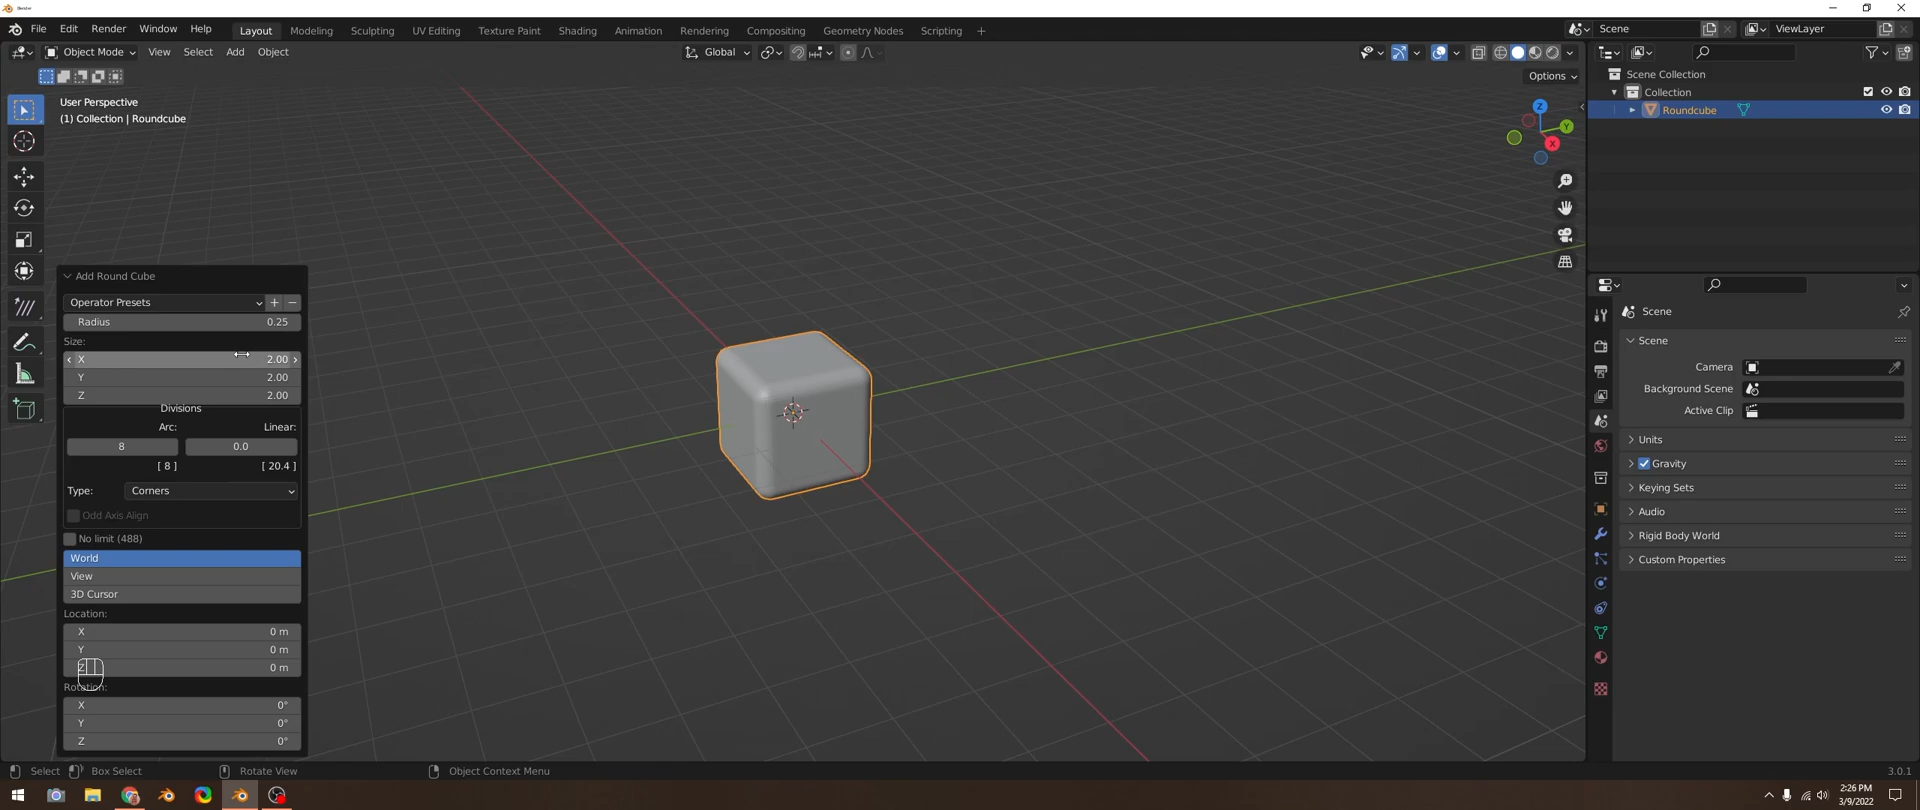 Blender
File Edit Render Window Help Layout Modeling Sculpting UV Editing Texture Paint Shading Animation Rendering Compositing Geometry Nodes Scripting + Scene ViewLayer
Object Mode View Select Add Object Global
Options
User Perspective
(1) Collection | Roundcube
Z
Y
X
Scene Collection
Collection
Roundcube
Add Round Cube
Operator Presets + −
Radius 0.25
Size:
X 2.00
Y 2.00
Z 2.00
Divisions
Arc: Linear:
8 0.0
[ 8 ] [ 20.4 ]
Type: Corners
Odd Axis Align
No limit (488)
World
View
3D Cursor
Location:
X 0 m
Y 0 m
Z 0 m
Rotation:
X 0°
Y 0°
Z 0°
Scene
Scene
Camera
Background Scene
Active Clip
Units
Gravity
Keying Sets
Audio
Rigid Body World
Custom Properties
Select Box Select Rotate View Object Context Menu 3.0.1
2:26 PM
3/9/2022